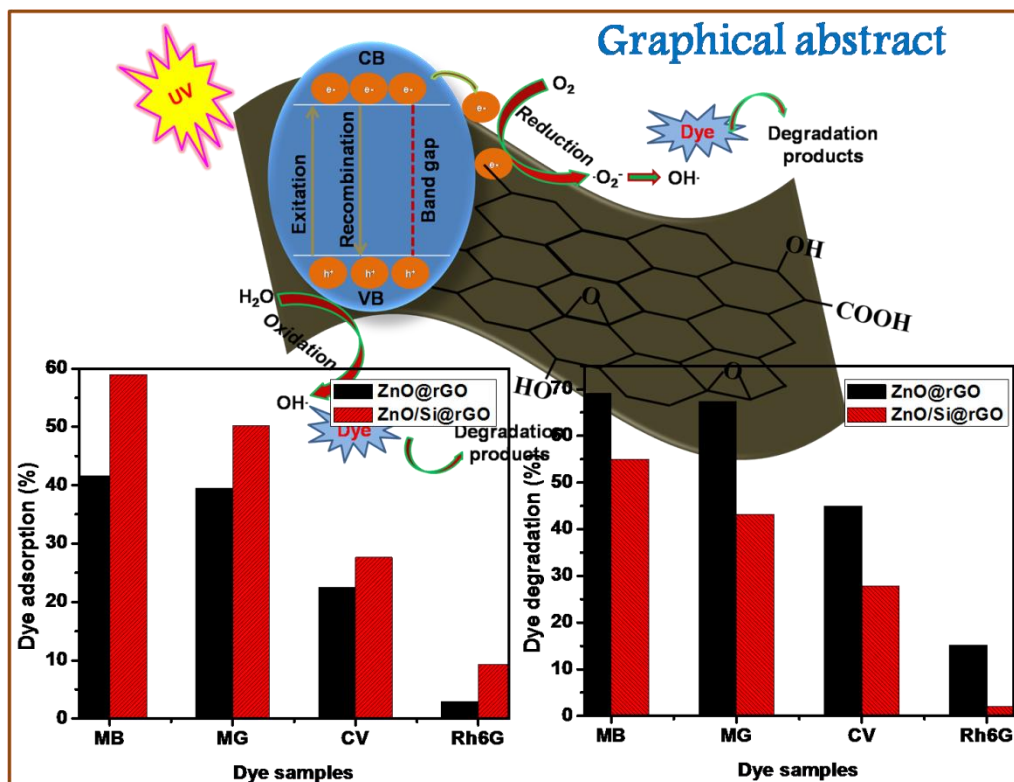 Graphical abstract
UV
CB
e-
e-
e-
Exitation
Recombination
Band gap
h⁺
h⁺
h⁺
VB
e-
e-
O₂
Reduction
·O₂⁻
OH·
Dye
Degradation
products
H₂O
Oxidation
OH·
Dye
Degradation
products
O
O
OH
COOH
HO
ZnO@rGO
ZnO/Si@rGO
60
50
40
30
20
10
0
Dye adsorption (%)
MB
MG
CV
Rh6G
Dye samples
ZnO@rGO
ZnO/Si@rGO
70
60
50
40
30
20
10
0
Dye degradation (%)
MB
MG
CV
Rh6G
Dye samples